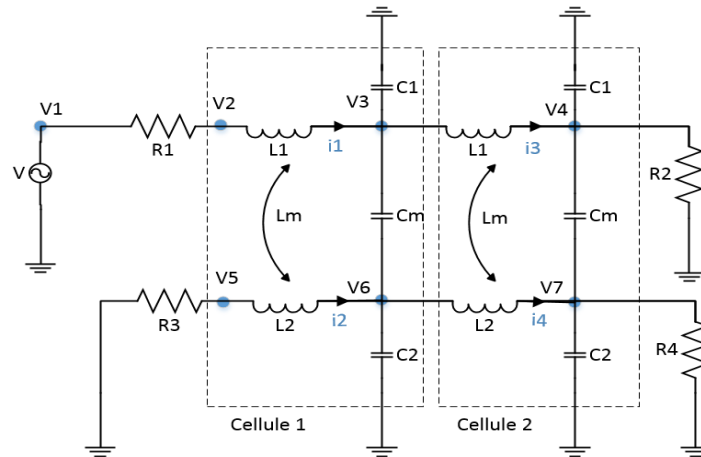 C1
C1
V1
V2
V3
V4
R1
L1
i1
L1
i3
V
R2
Lm
Cm
Lm
Cm
V5
V6
V7
R3
L2
i2
L2
i4
C2
C2
R4
Cellule 1
Cellule 2